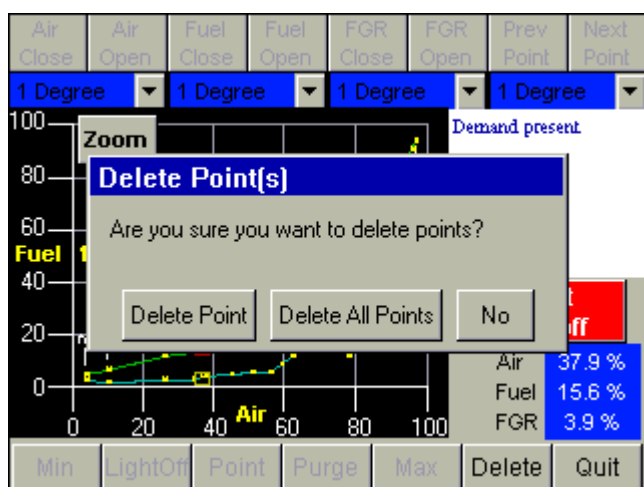 Air Air Fuel Fuel FGR FGR Prev Next
Close Open Close Open Close Open Point Point
1 Degree 1 Degree 1 Degree 1 Degree
100 Zoom Demand present
80 Delete Point(s)
60 Are you sure you want to delete points?
Fuel
40
Delete Point Delete All Points No
20
Air 37.9 %
0 Fuel 15.6 %
0 20 40 Air 60 80 100 FGR 3.9 %
Min LightOff Point Purge Max Delete Quit